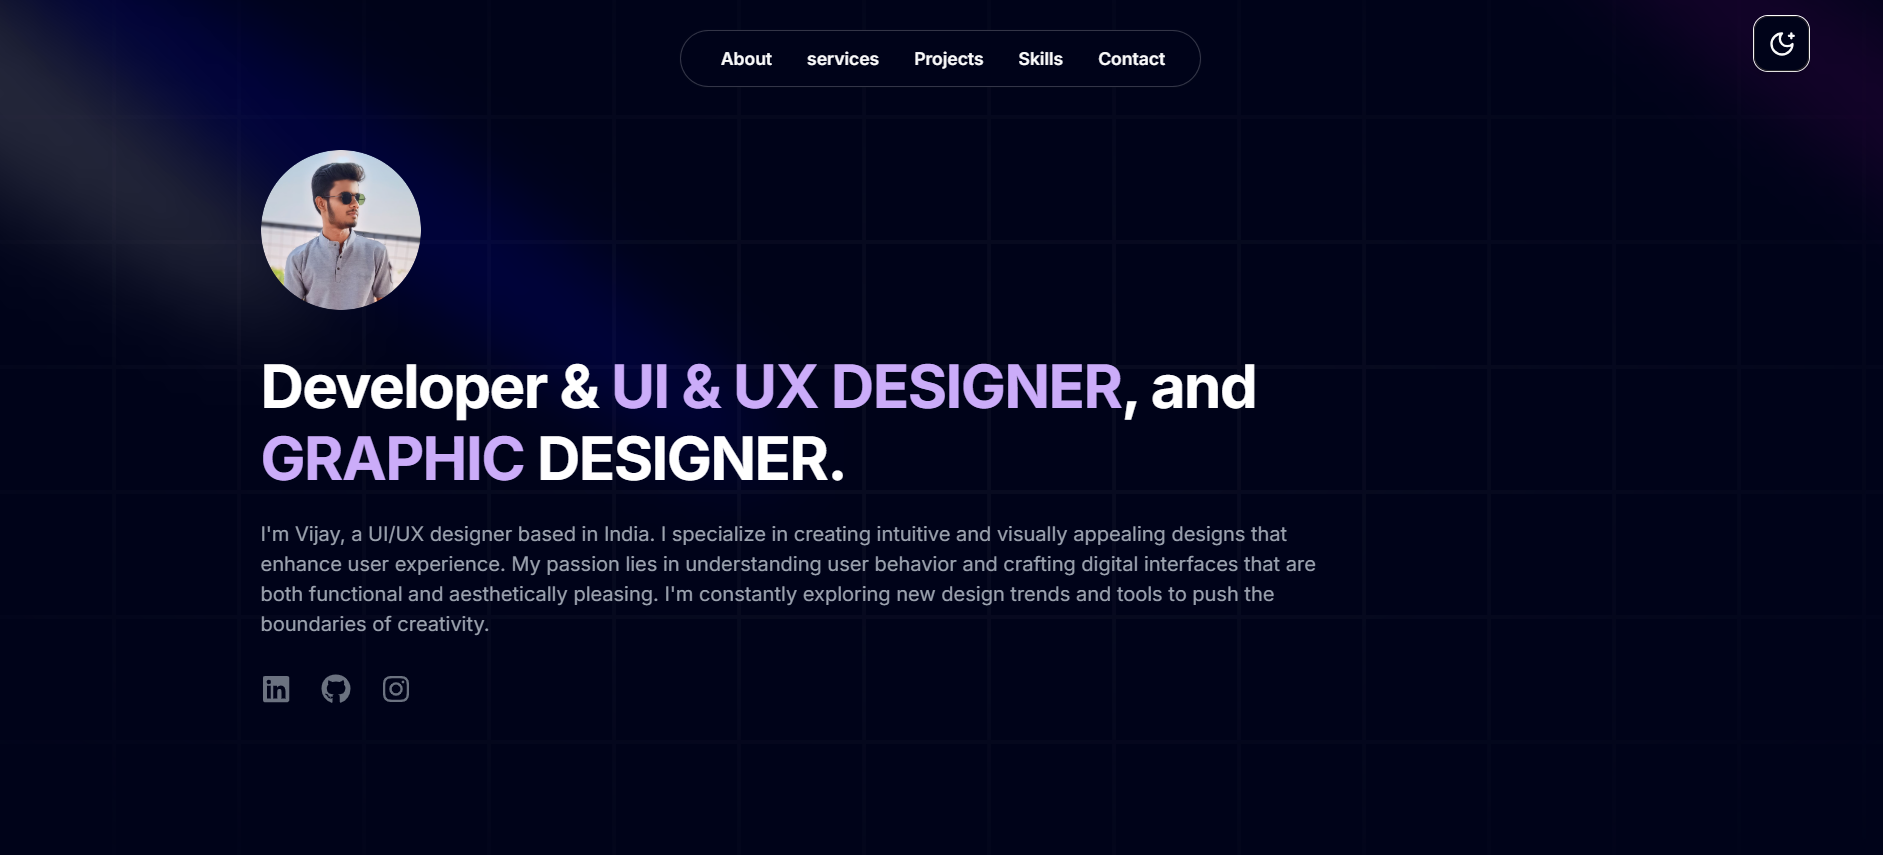 About services Projects Skills Contact
Developer & UI & UX DESIGNER, and
GRAPHIC DESIGNER.
I'm Vijay, a UI/UX designer based in India. I specialize in creating intuitive and visually appealing designs that
enhance user experience. My passion lies in understanding user behavior and crafting digital interfaces that are
both functional and aesthetically pleasing. I'm constantly exploring new design trends and tools to push the
boundaries of creativity.